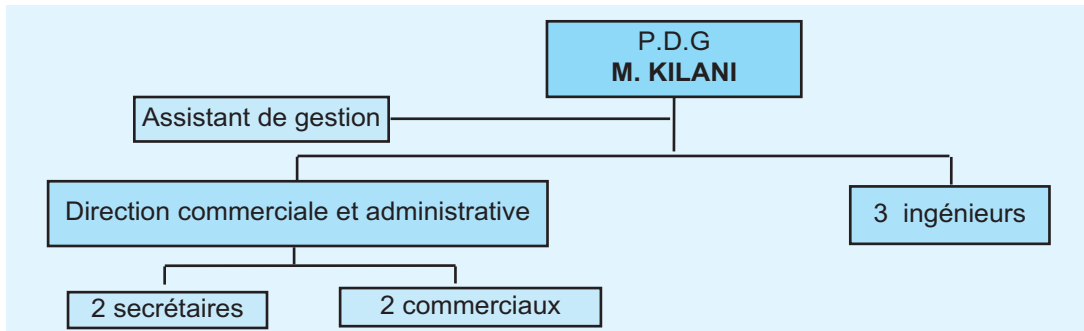 P.D.G
M. KILANI
Assistant de gestion
Direction commerciale et administrative
3 ingénieurs
2 secrétaires
2 commerciaux